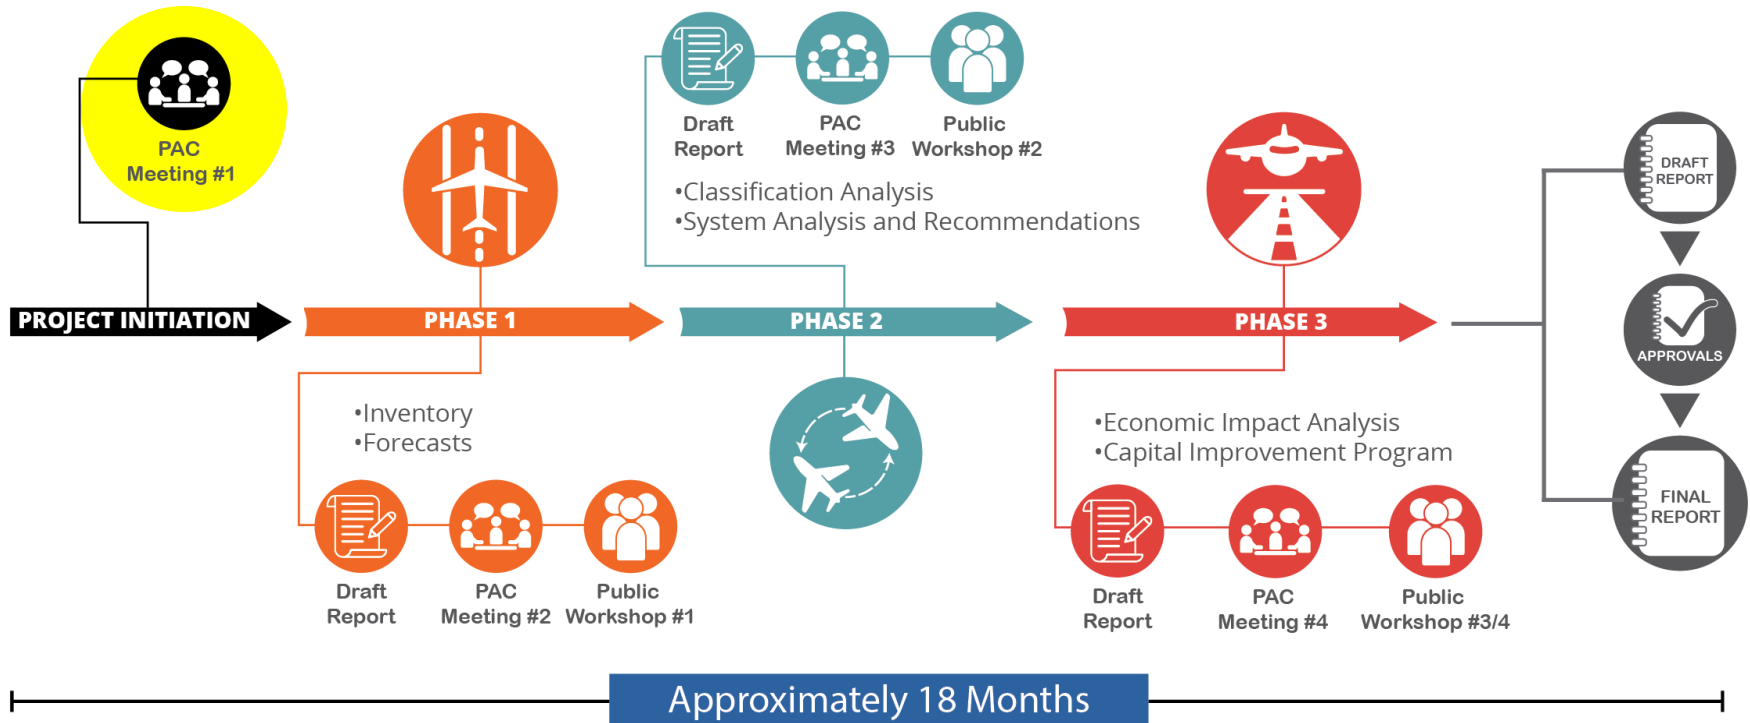 PAC
Meeting #1
PROJECT INITIATION
PHASE 1
•Inventory
•Forecasts
Draft
Report
PAC
Meeting #2
Public
Workshop #1
Draft
Report
PAC
Meeting #3
Public
Workshop #2
•Classification Analysis
•System Analysis and Recommendations
PHASE 2
PHASE 3
•Economic Impact Analysis
•Capital Improvement Program
Draft
Report
PAC
Meeting #4
Public
Workshop #3/4
DRAFT
REPORT
APPROVALS
FINAL
REPORT
Approximately 18 Months